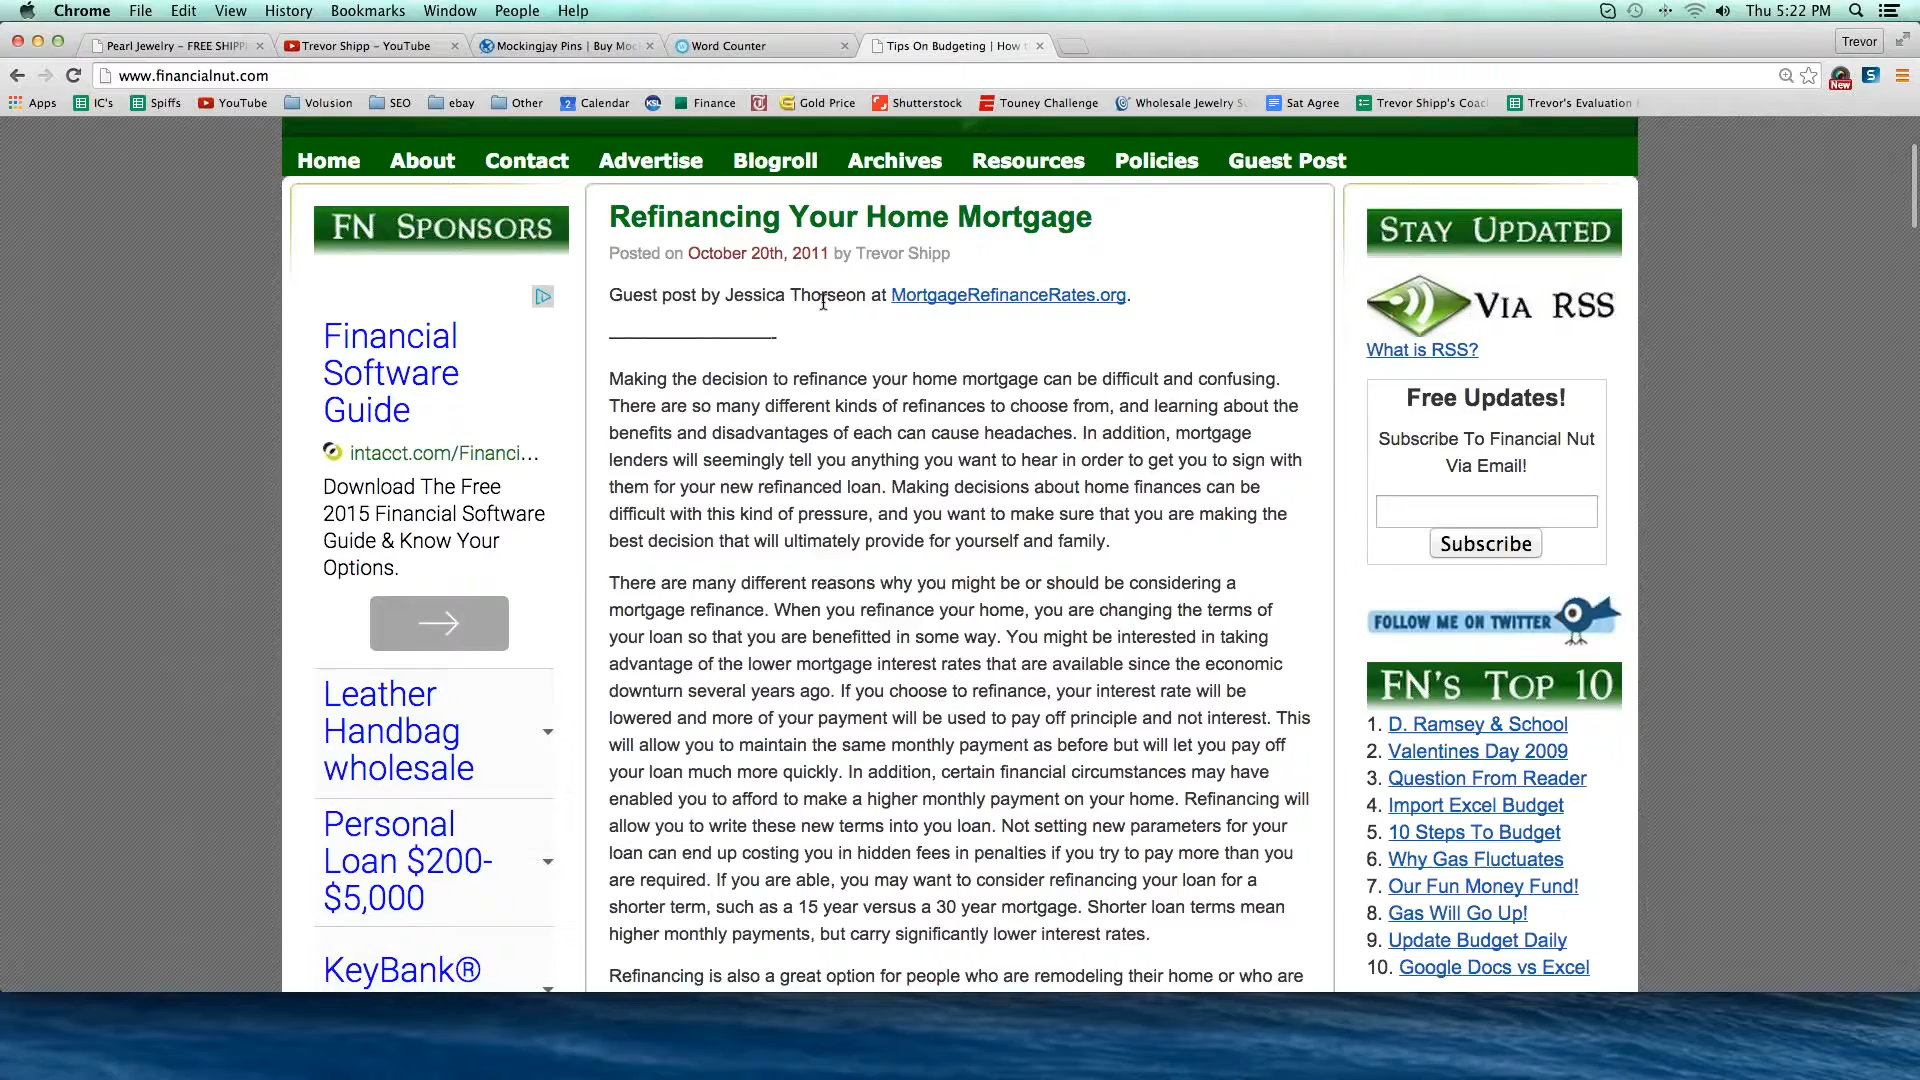 Chrome File Edit View History Bookmarks Window People Help
Thu 5:22 PM
Pearl Jewelry – FREE SHIPP
Trevor Shipp – YouTube
Mockingjay Pins | Buy Moc
Word Counter
Tips On Budgeting | How t
Trevor
www.financialnut.com
New
Apps IC's Spiffs YouTube Volusion SEO ebay Other Calendar KSL Finance Gold Price Shutterstock Touney Challenge Wholesale Jewelry Su Sat Agree Trevor Shipp's Coac Trevor's Evaluation
Home About Contact Advertise Blogroll Archives Resources Policies Guest Post
FN Sponsors
Financial
Software
Guide
intacct.com/Financi...
Download The Free
2015 Financial Software
Guide & Know Your
Options.
Leather
Handbag
wholesale
Personal
Loan $200-
$5,000
KeyBank®
Refinancing Your Home Mortgage
Posted on October 20th, 2011 by Trevor Shipp
Guest post by Jessica Thorseon at MortgageRefinanceRates.org.
————————-
Making the decision to refinance your home mortgage can be difficult and confusing.
There are so many different kinds of refinances to choose from, and learning about the
benefits and disadvantages of each can cause headaches. In addition, mortgage
lenders will seemingly tell you anything you want to hear in order to get you to sign with
them for your new refinanced loan. Making decisions about home finances can be
difficult with this kind of pressure, and you want to make sure that you are making the
best decision that will ultimately provide for yourself and family.
There are many different reasons why you might be or should be considering a
mortgage refinance. When you refinance your home, you are changing the terms of
your loan so that you are benefitted in some way. You might be interested in taking
advantage of the lower mortgage interest rates that are available since the economic
downturn several years ago. If you choose to refinance, your interest rate will be
lowered and more of your payment will be used to pay off principle and not interest. This
will allow you to maintain the same monthly payment as before but will let you pay off
your loan much more quickly. In addition, certain financial circumstances may have
enabled you to afford to make a higher monthly payment on your home. Refinancing will
allow you to write these new terms into you loan. Not setting new parameters for your
loan can end up costing you in hidden fees in penalties if you try to pay more than you
are required. If you are able, you may want to consider refinancing your loan for a
shorter term, such as a 15 year versus a 30 year mortgage. Shorter loan terms mean
higher monthly payments, but carry significantly lower interest rates.
Refinancing is also a great option for people who are remodeling their home or who are
Stay Updated
Via RSS
What is RSS?
Free Updates!
Subscribe To Financial Nut
Via Email!
Subscribe
FOLLOW ME ON TWITTER
FN's Top 10
1. D. Ramsey & School
2. Valentines Day 2009
3. Question From Reader
4. Import Excel Budget
5. 10 Steps To Budget
6. Why Gas Fluctuates
7. Our Fun Money Fund!
8. Gas Will Go Up!
9. Update Budget Daily
10. Google Docs vs Excel